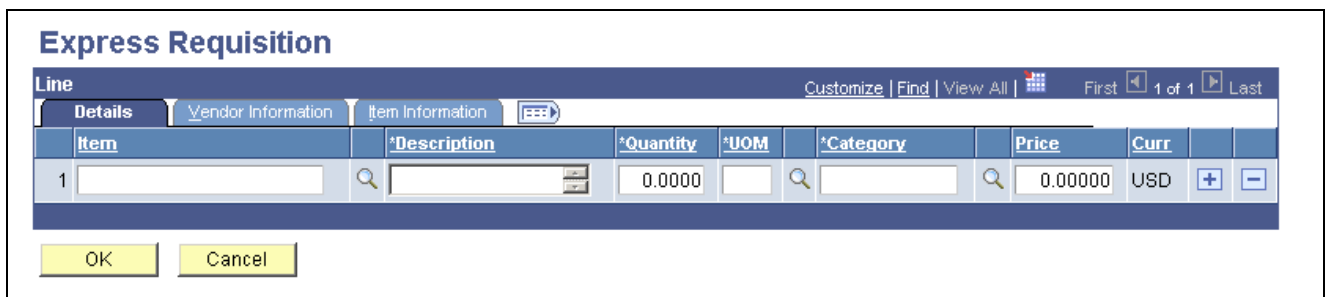 Express Requisition
Line Customize | Find | View All | First 1 of 1 Last
Details Vendor Information Item Information
Item *Description *Quantity *UOM *Category Price Curr
1 0.0000 0.00000 USD + −
OK Cancel